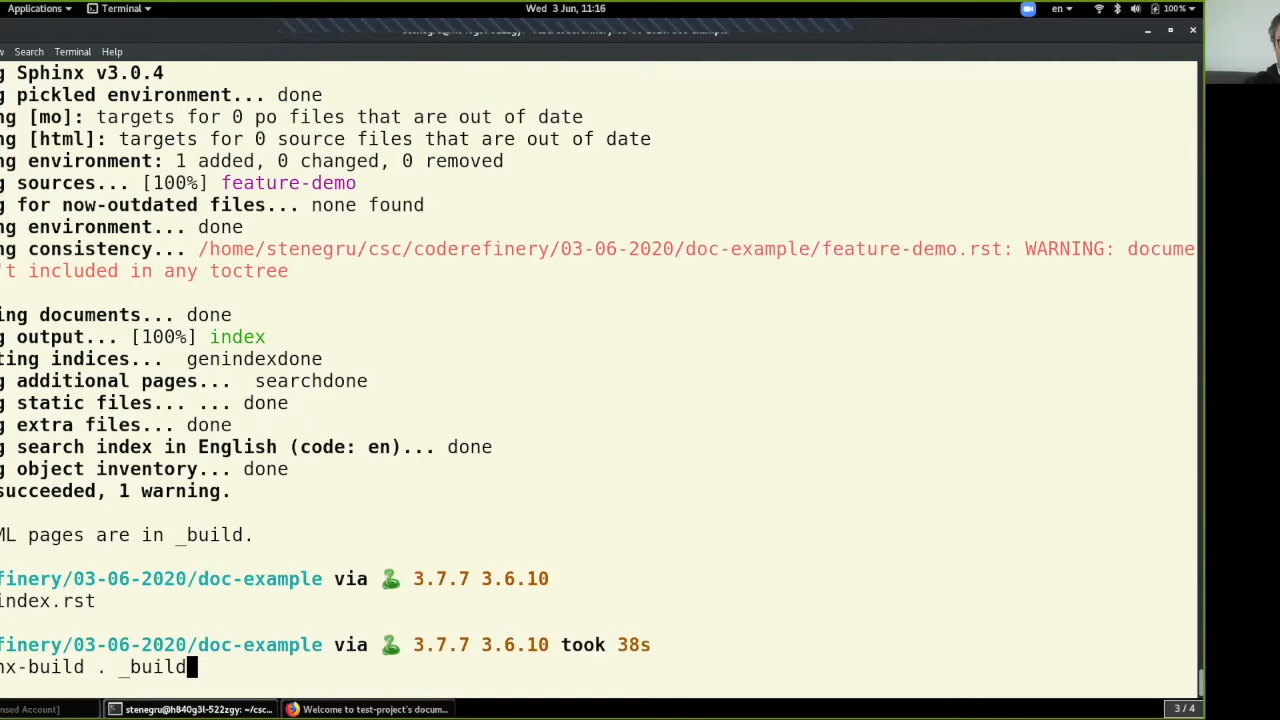 Applications Terminal Wed 3 Jun, 11:16 en 100%
Search Terminal Help
g Sphinx v3.0.4
g pickled environment... done
ng [mo]: targets for 0 po files that are out of date
ng [html]: targets for 0 source files that are out of date
ng environment: 1 added, 0 changed, 0 removed
g sources... [100%] feature-demo
g for now-outdated files... none found
ng environment... done
ng consistency... /home/stenegru/csc/coderefinery/03-06-2020/doc-example/feature-demo.rst: WARNING: docume
't included in any toctree
ing documents... done
g output... [100%] index
ting indices... genindexdone
g additional pages... searchdone
g static files... ... done
g extra files... done
g search index in English (code: en)... done
g object inventory... done
succeeded, 1 warning.
ML pages are in _build.
finery/03-06-2020/doc-example via 🐍 3.7.7 3.6.10
index.rst
finery/03-06-2020/doc-example via 🐍 3.7.7 3.6.10 took 38s
nx-build . _build
nsed Account] stenegru@h840g3l-522zgy: ~/csc... Welcome to test-project's docum... 3 / 4